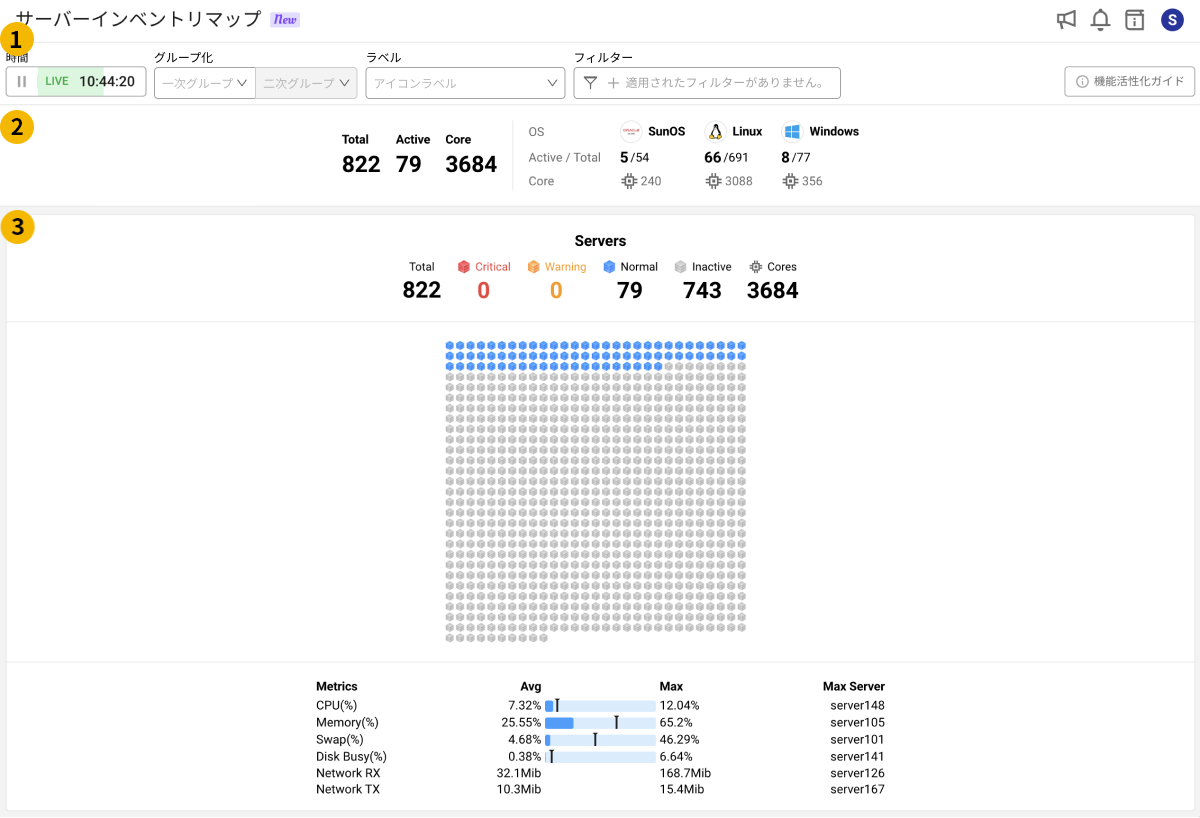 サーバーインベントリマップ New
S
1
時間 グループ化 ラベル フィルター
LIVE 10:44:20 一次グループ 二次グループ アイコンラベル 適用されたフィルターがありません。 機能活性化ガイド
2
Total Active Core
822 79 3684
OS SunOS Linux Windows
Active / Total 5/54 66/691 8/77
Core 240 3088 356
3
Servers
Total Critical Warning Normal Inactive Cores
822 0 0 79 743 3684
Metrics Avg Max Max Server
CPU(%) 7.32% 12.04% server148
Memory(%) 25.55% 65.2% server105
Swap(%) 4.68% 46.29% server101
Disk Busy(%) 0.38% 6.64% server141
Network RX 32.1Mib 168.7Mib server126
Network TX 10.3Mib 15.4Mib server167